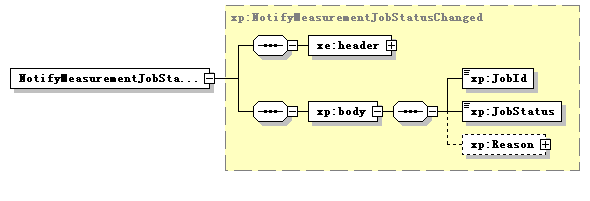 xp:NotifyMeasurementJobStatusChanged
xe:header
NotifyMeasurementJobSta...
xp:body
xp:JobId
xp:JobStatus
xp:Reason